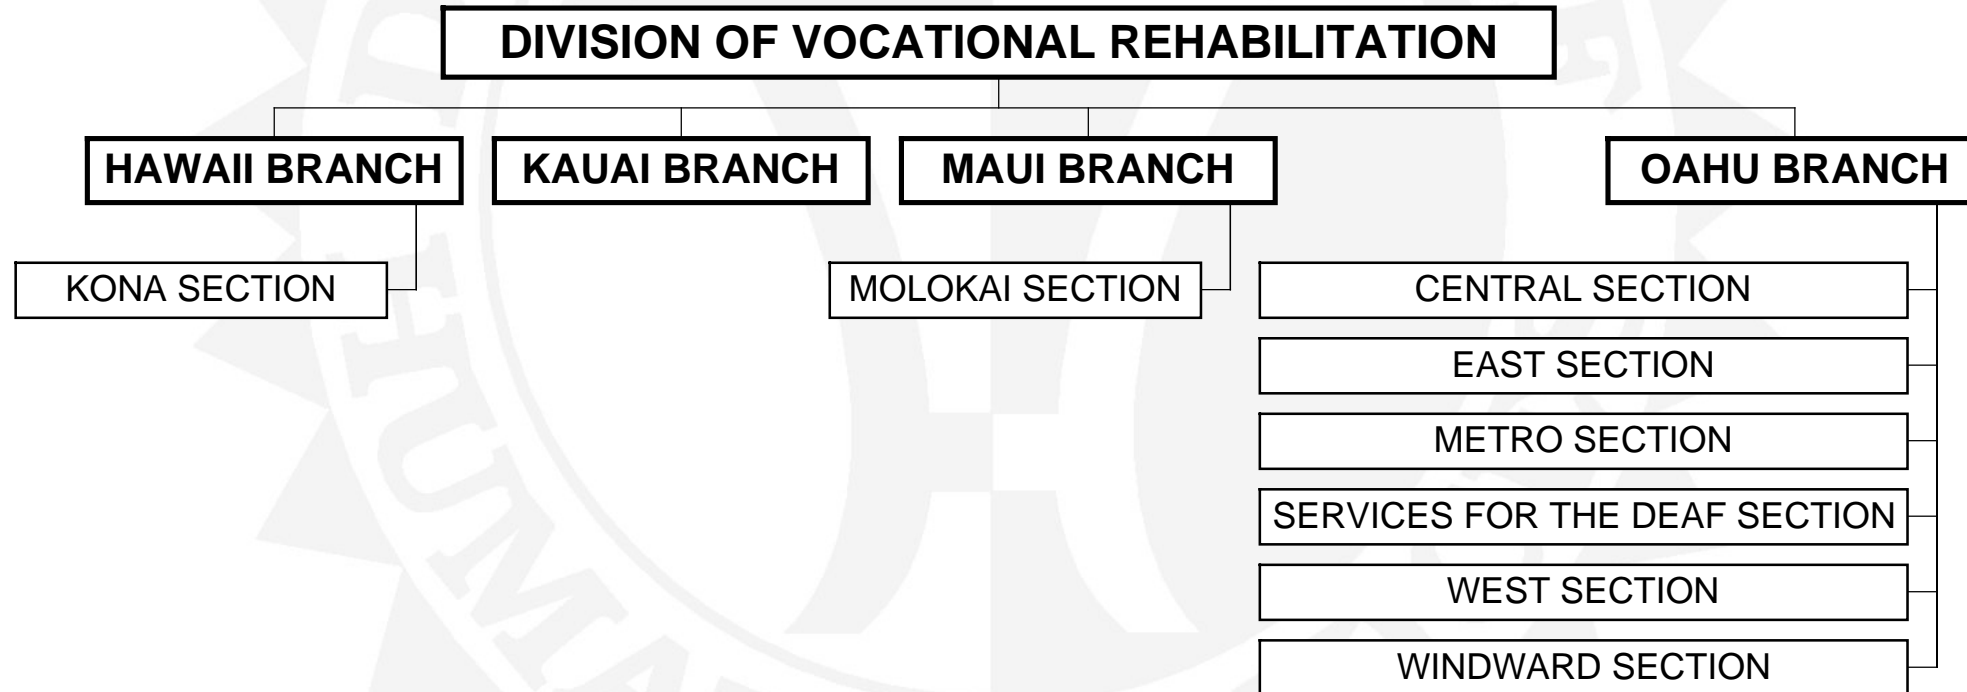 DIVISION OF VOCATIONAL REHABILITATION
HAWAII BRANCH
KAUAI BRANCH
MAUI BRANCH
OAHU BRANCH
KONA SECTION
MOLOKAI SECTION
CENTRAL SECTION
EAST SECTION
METRO SECTION
SERVICES FOR THE DEAF SECTION
WEST SECTION
WINDWARD SECTION